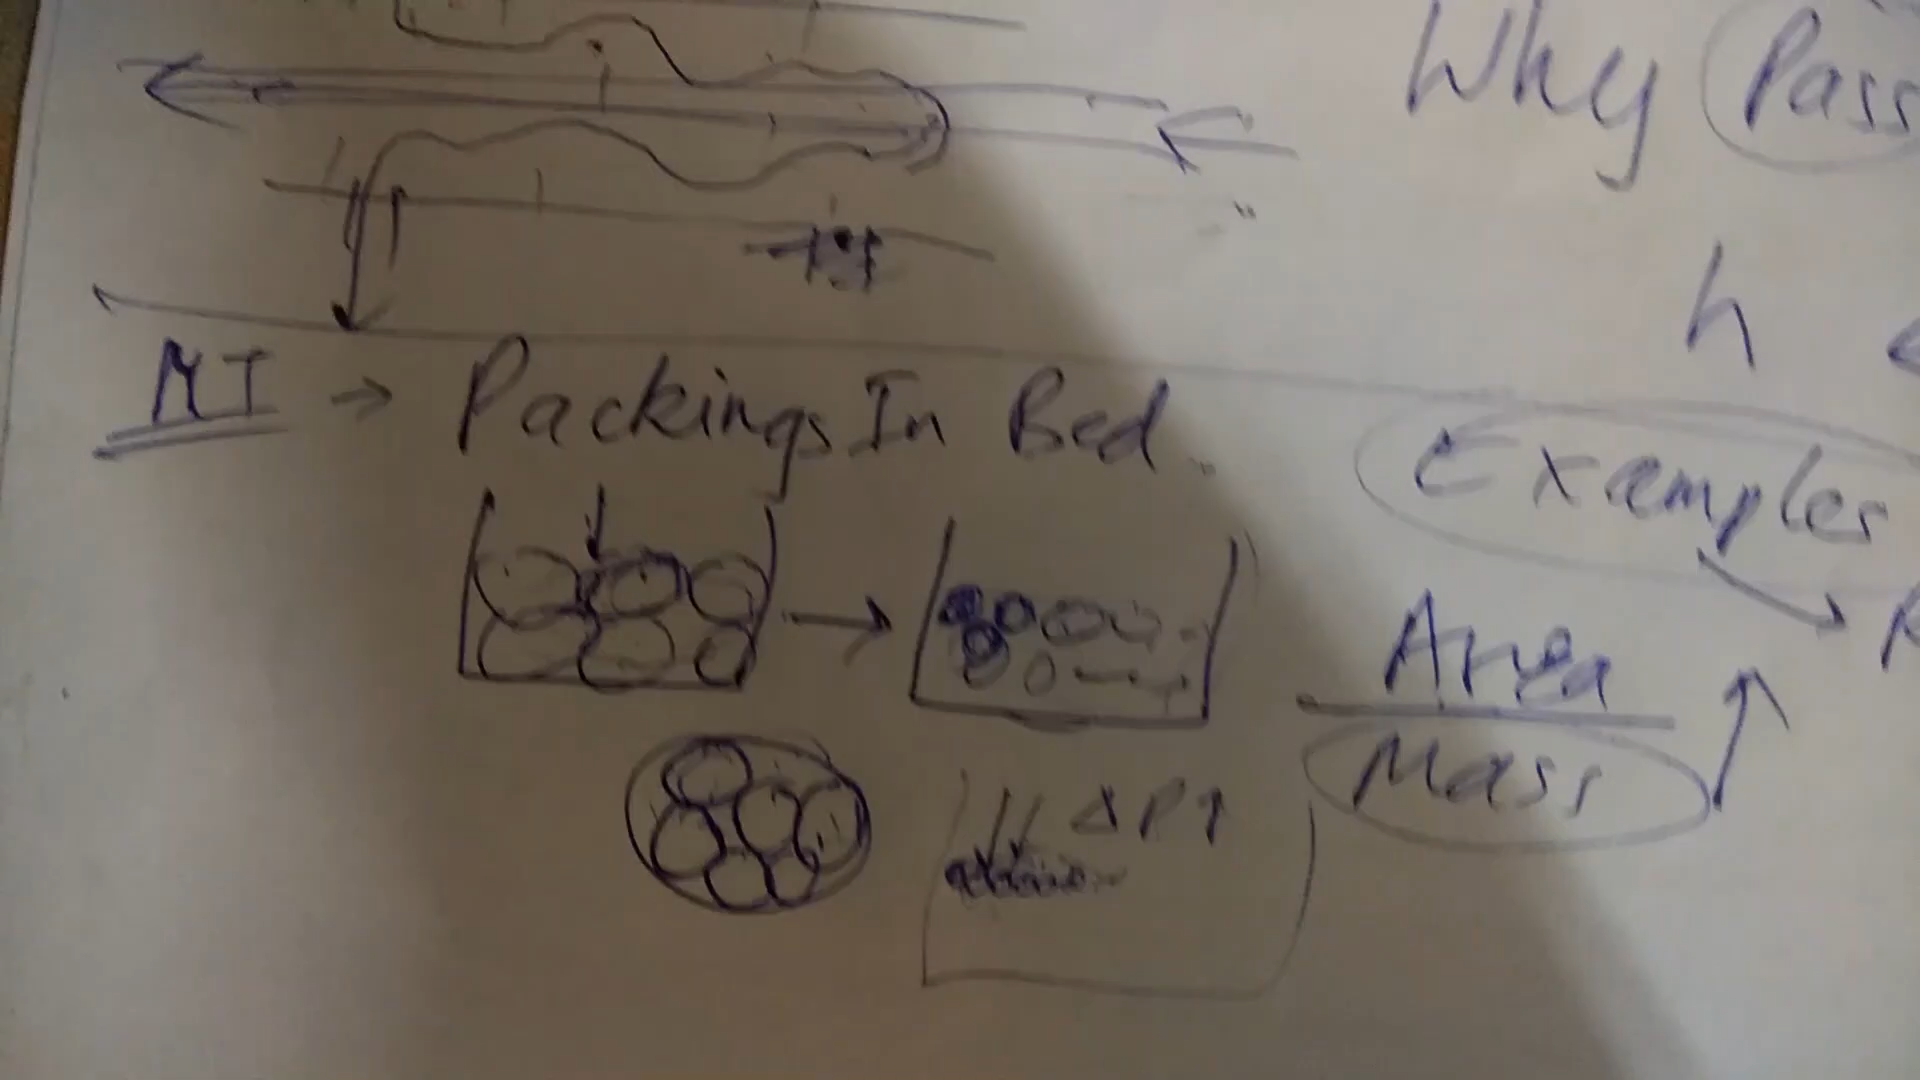 Why Pass
h
MT → Packings In Bed
Examples
Area
Mass ↑
ΔP↑